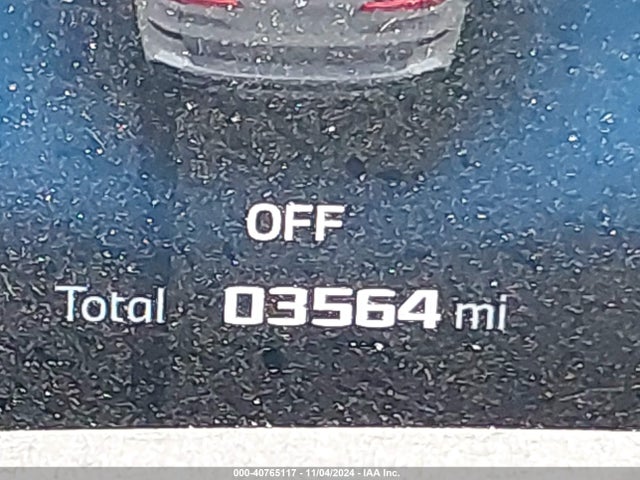 OFF
Total 03564 mi
000-40765117 - 11/04/2024 - IAA Inc.